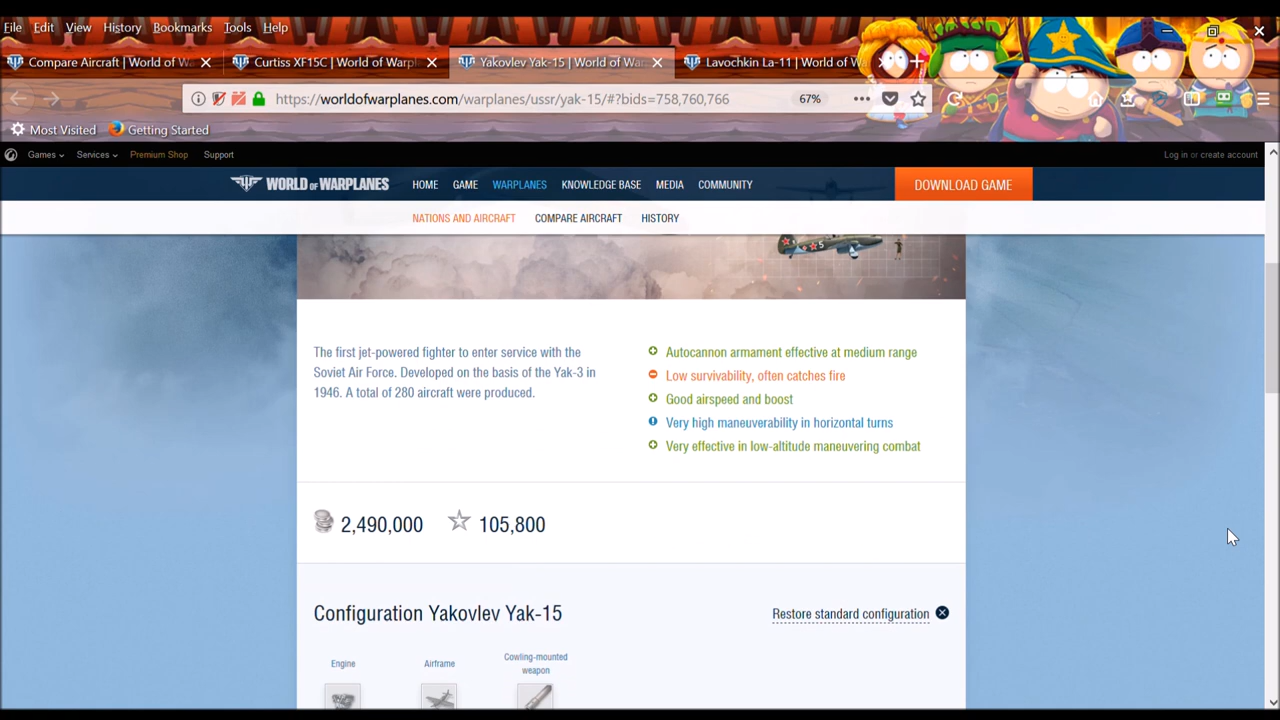 File Edit View History Bookmarks Tools Help
Compare Aircraft | World of W
Curtiss XF15C | World of Warpl
Yakovlev Yak-15 | World of War
Lavochkin La-11 | World of W
https://worldofwarplanes.com/warplanes/ussr/yak-15/#?bids=758,760,766
67%
Most Visited Getting Started
Games Services Premium Shop Support
Log in or create account
WORLD OF WARPLANES HOME GAME WARPLANES KNOWLEDGE BASE MEDIA COMMUNITY DOWNLOAD GAME
NATIONS AND AIRCRAFT COMPARE AIRCRAFT HISTORY
5
The first jet-powered fighter to enter service with the
Soviet Air Force. Developed on the basis of the Yak-3 in
1946. A total of 280 aircraft were produced.
Autocannon armament effective at medium range
Low survivability, often catches fire
Good airspeed and boost
Very high maneuverability in horizontal turns
Very effective in low-altitude maneuvering combat
2,490,000 105,800
Configuration Yakovlev Yak-15
Restore standard configuration
Engine
Airframe
Cowling-mounted
weapon